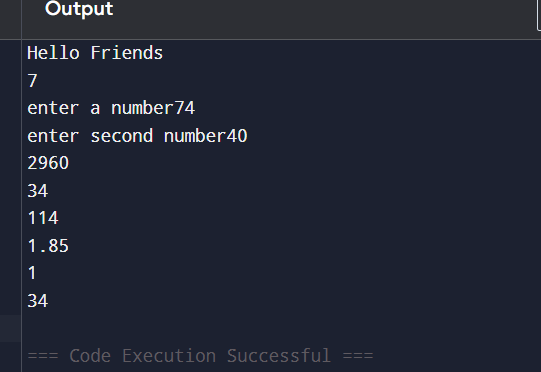 Output
Hello Friends
7
enter a number74
enter second number40
2960
34
114
1.85
1
34
=== Code Execution Successful ===